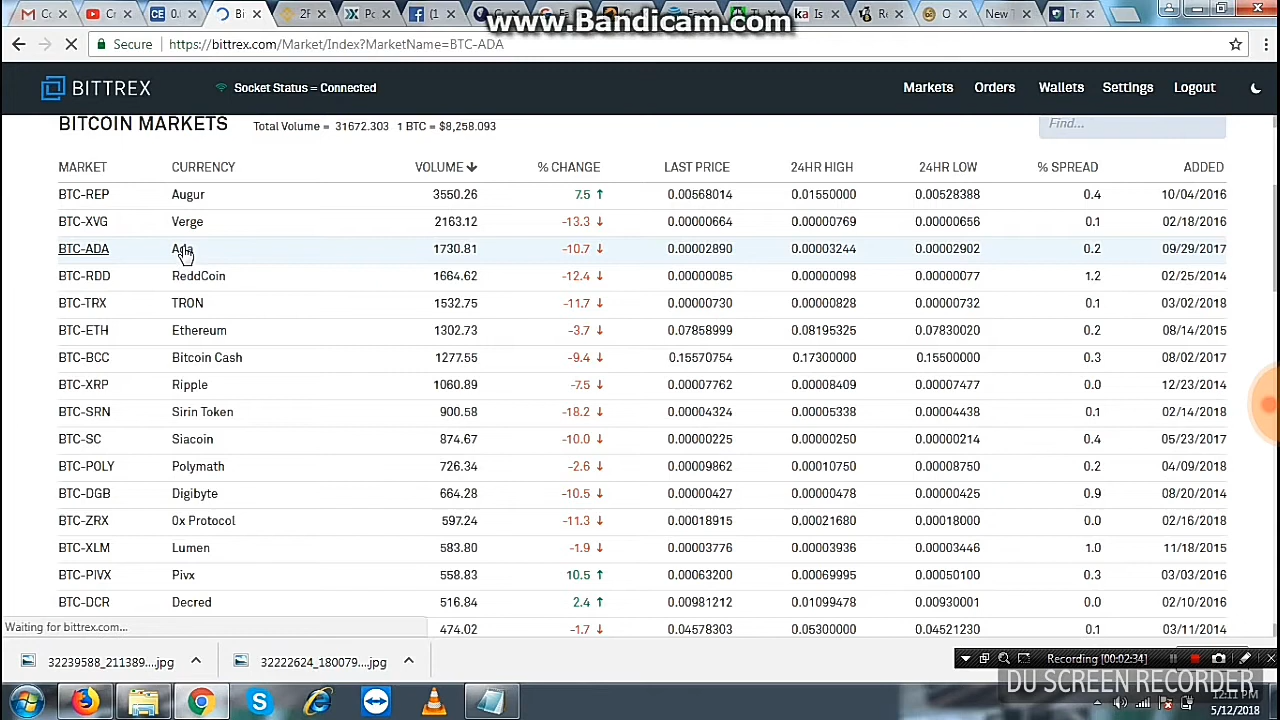 www.Bandicam.com
Secure
https://bittrex.com/Market/Index?MarketName=BTC-ADA
BITTREX
Socket Status = Connected
Markets Orders Wallets Settings Logout
BITCOIN MARKETS Total Volume = 31672.303 1 BTC = $8,258.093 Find...
MARKET CURRENCY VOLUME % CHANGE LAST PRICE 24HR HIGH 24HR LOW % SPREAD ADDED
BTC-REP Augur 3550.26 7.5 0.00568014 0.01550000 0.00528388 0.4 10/04/2016
BTC-XVG Verge 2163.12 -13.3 0.00000664 0.00000769 0.00000656 0.1 02/18/2016
BTC-ADA Ada 1730.81 -10.7 0.00002890 0.00003244 0.00002902 0.2 09/29/2017
BTC-RDD ReddCoin 1664.62 -12.4 0.00000085 0.00000098 0.00000077 1.2 02/25/2014
BTC-TRX TRON 1532.75 -11.7 0.00000730 0.00000828 0.00000732 0.1 03/02/2018
BTC-ETH Ethereum 1302.73 -3.7 0.07858999 0.08195325 0.07830020 0.2 08/14/2015
BTC-BCC Bitcoin Cash 1277.55 -9.4 0.15570754 0.17300000 0.15500000 0.3 08/02/2017
BTC-XRP Ripple 1060.89 -7.5 0.00007762 0.00008409 0.00007477 0.0 12/23/2014
BTC-SRN Sirin Token 900.58 -18.2 0.00004324 0.00005338 0.00004438 0.1 02/14/2018
BTC-SC Siacoin 874.67 -10.0 0.00000225 0.00000250 0.00000214 0.4 05/23/2017
BTC-POLY Polymath 726.34 -2.6 0.00009862 0.00010750 0.00008750 0.2 04/09/2018
BTC-DGB Digibyte 664.28 -10.5 0.00000427 0.00000478 0.00000425 0.9 08/20/2014
BTC-ZRX 0x Protocol 597.24 -11.3 0.00018915 0.00021680 0.00018000 0.0 02/16/2018
BTC-XLM Lumen 583.80 -1.9 0.00003776 0.00003936 0.00003446 1.0 11/18/2015
BTC-PIVX Pivx 558.83 10.5 0.00063200 0.00069995 0.00050100 0.3 03/03/2016
BTC-DCR Decred 516.84 2.4 0.00981212 0.01099478 0.00930001 0.0 02/10/2016
474.02 -1.7 0.04578303 0.05300000 0.04521230 0.1 03/11/2014
Waiting for bittrex.com...
32239588_211389....jpg
32222624_180079....jpg
Recording [00:02:34]
DU SCREEN RECORDER
12:11 PM
5/12/2018